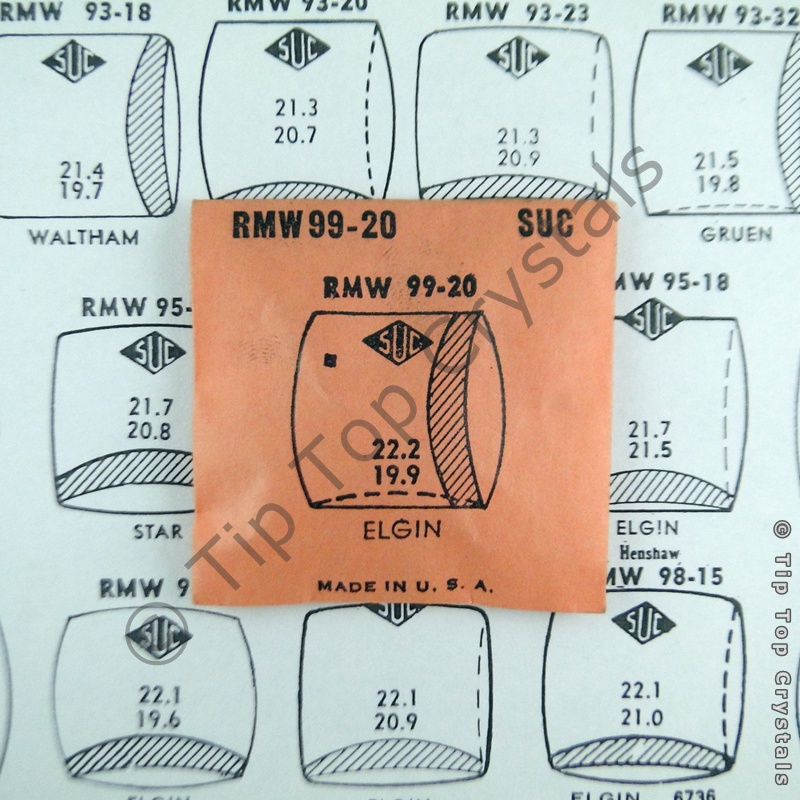 RMW 93-18
RMW 93-20
RMW 93-23
RMW 93-32
SUC
SUC
SUC
SUC
21.4
19.7
21.3
20.7
21.3
20.9
21.5
19.8
WALTHAM
GRUEN
RMW 99-20 SUC
RMW 99-20
SUC
22.2
19.9
ELGIN
MADE IN U. S. A.
RMW 95-
SUC
21.7
20.8
STAR
MW 95-18
SUC
21.7
21.5
ELGIN
Henshaw
RMW 9
SUC
22.1
19.6
ELGIN
SUC
22.1
20.9
ELGIN
MW 98-15
SUC
22.1
21.0
ELGIN 6736
© Tip Top Crystals
© Tip Top Crystals